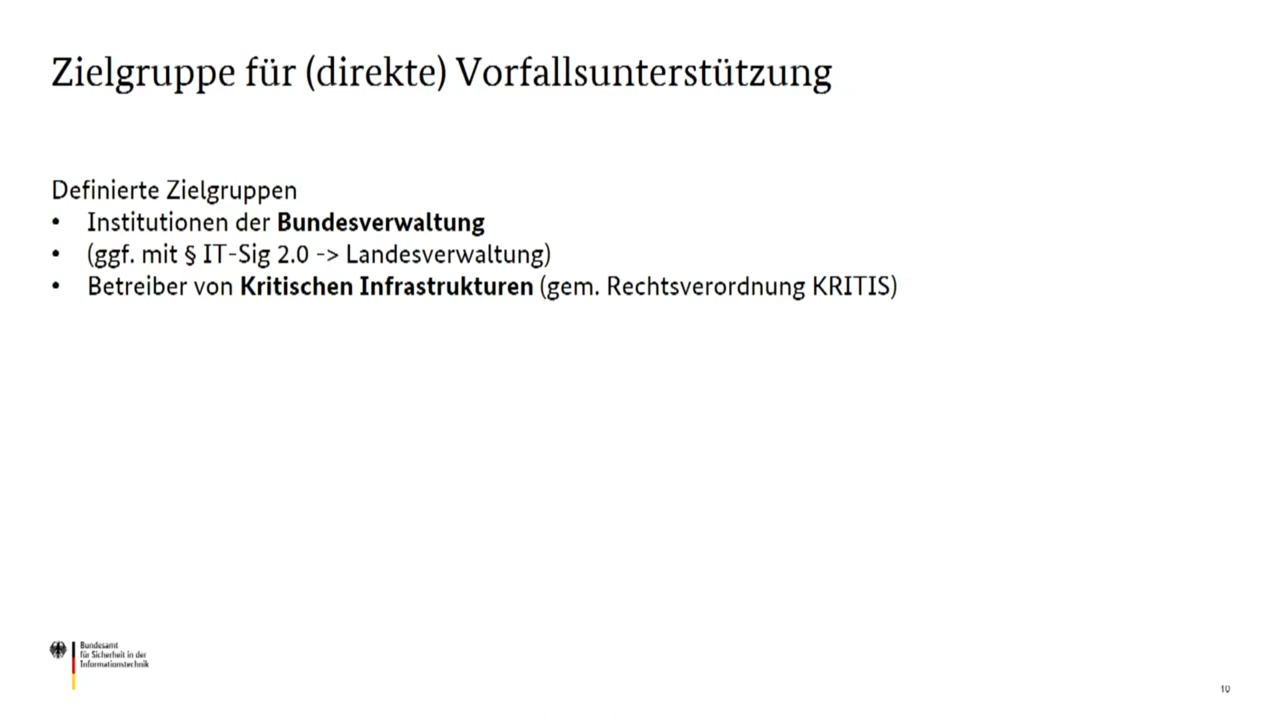 Zielgruppe für (direkte) Vorfallsunterstützung
Definierte Zielgruppen
• Institutionen der Bundesverwaltung
• (ggf. mit § IT-Sig 2.0 -> Landesverwaltung)
• Betreiber von Kritischen Infrastrukturen (gem. Rechtsverordnung KRITIS)
Bundesamt
für Sicherheit in der
Informationstechnik
10